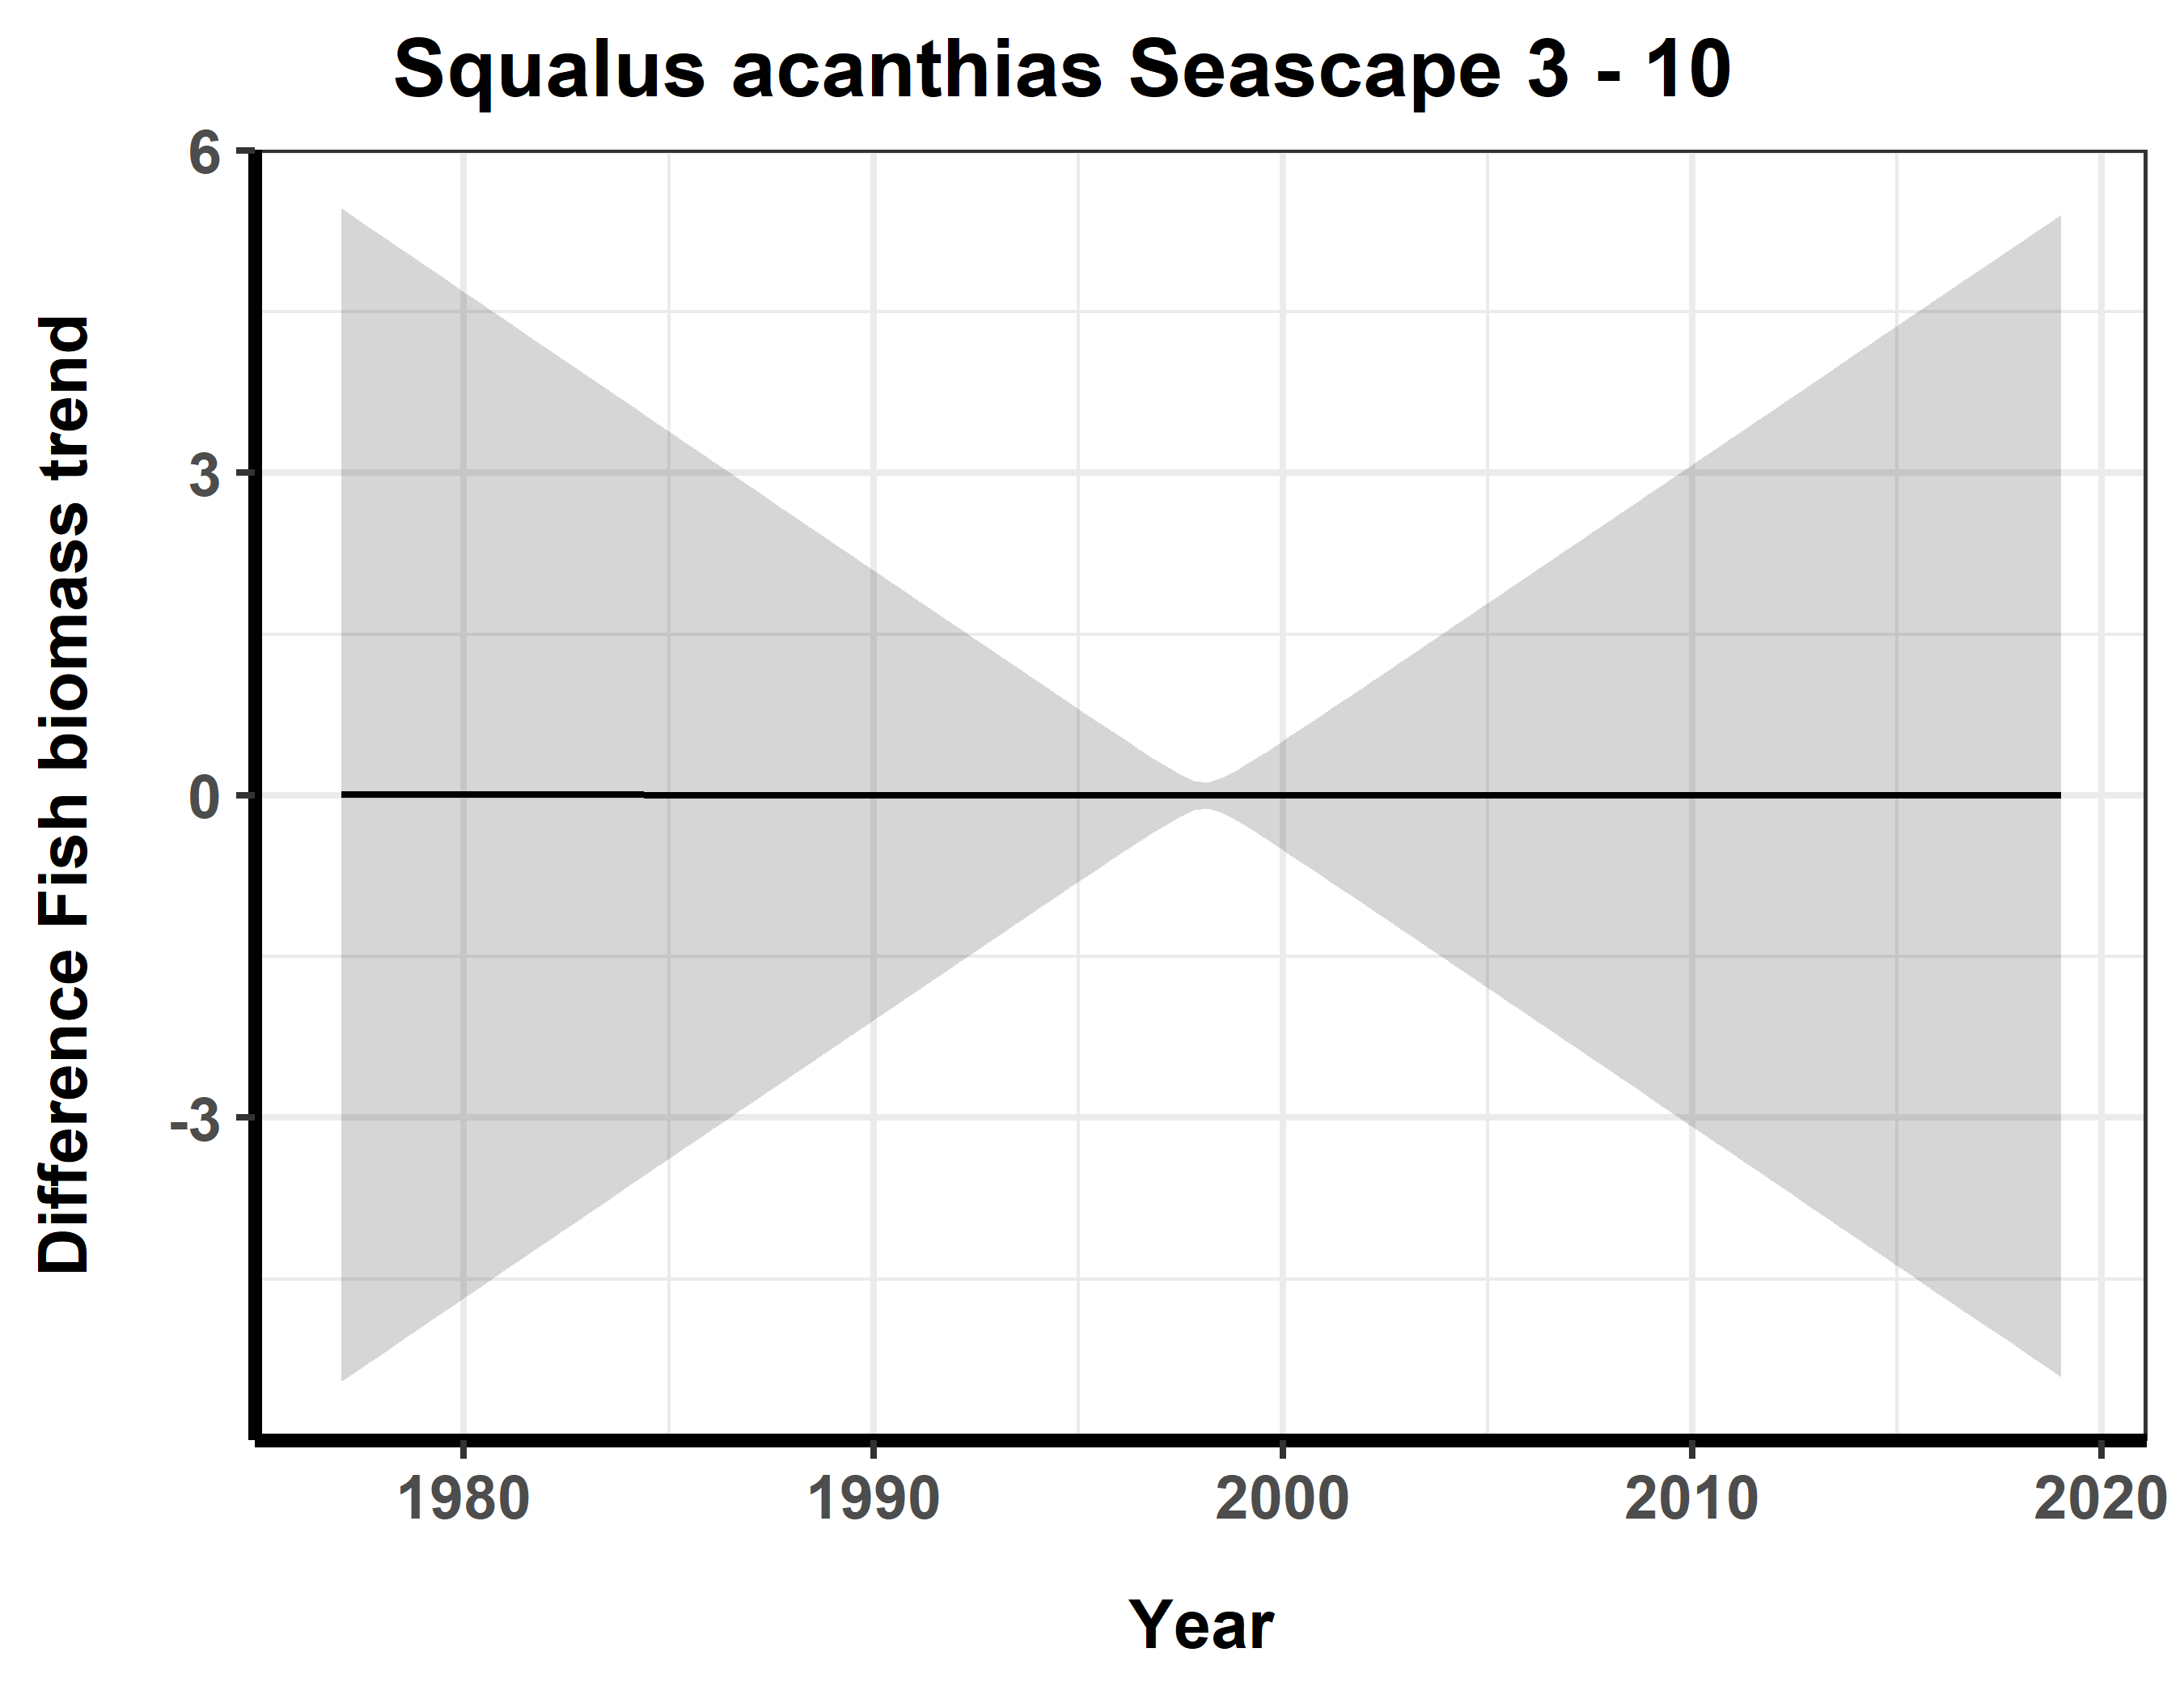 Squalus acanthias Seascape 3 - 10
Difference Fish biomass trend
6
3
0
-3
1980 1990 2000 2010 2020
Year